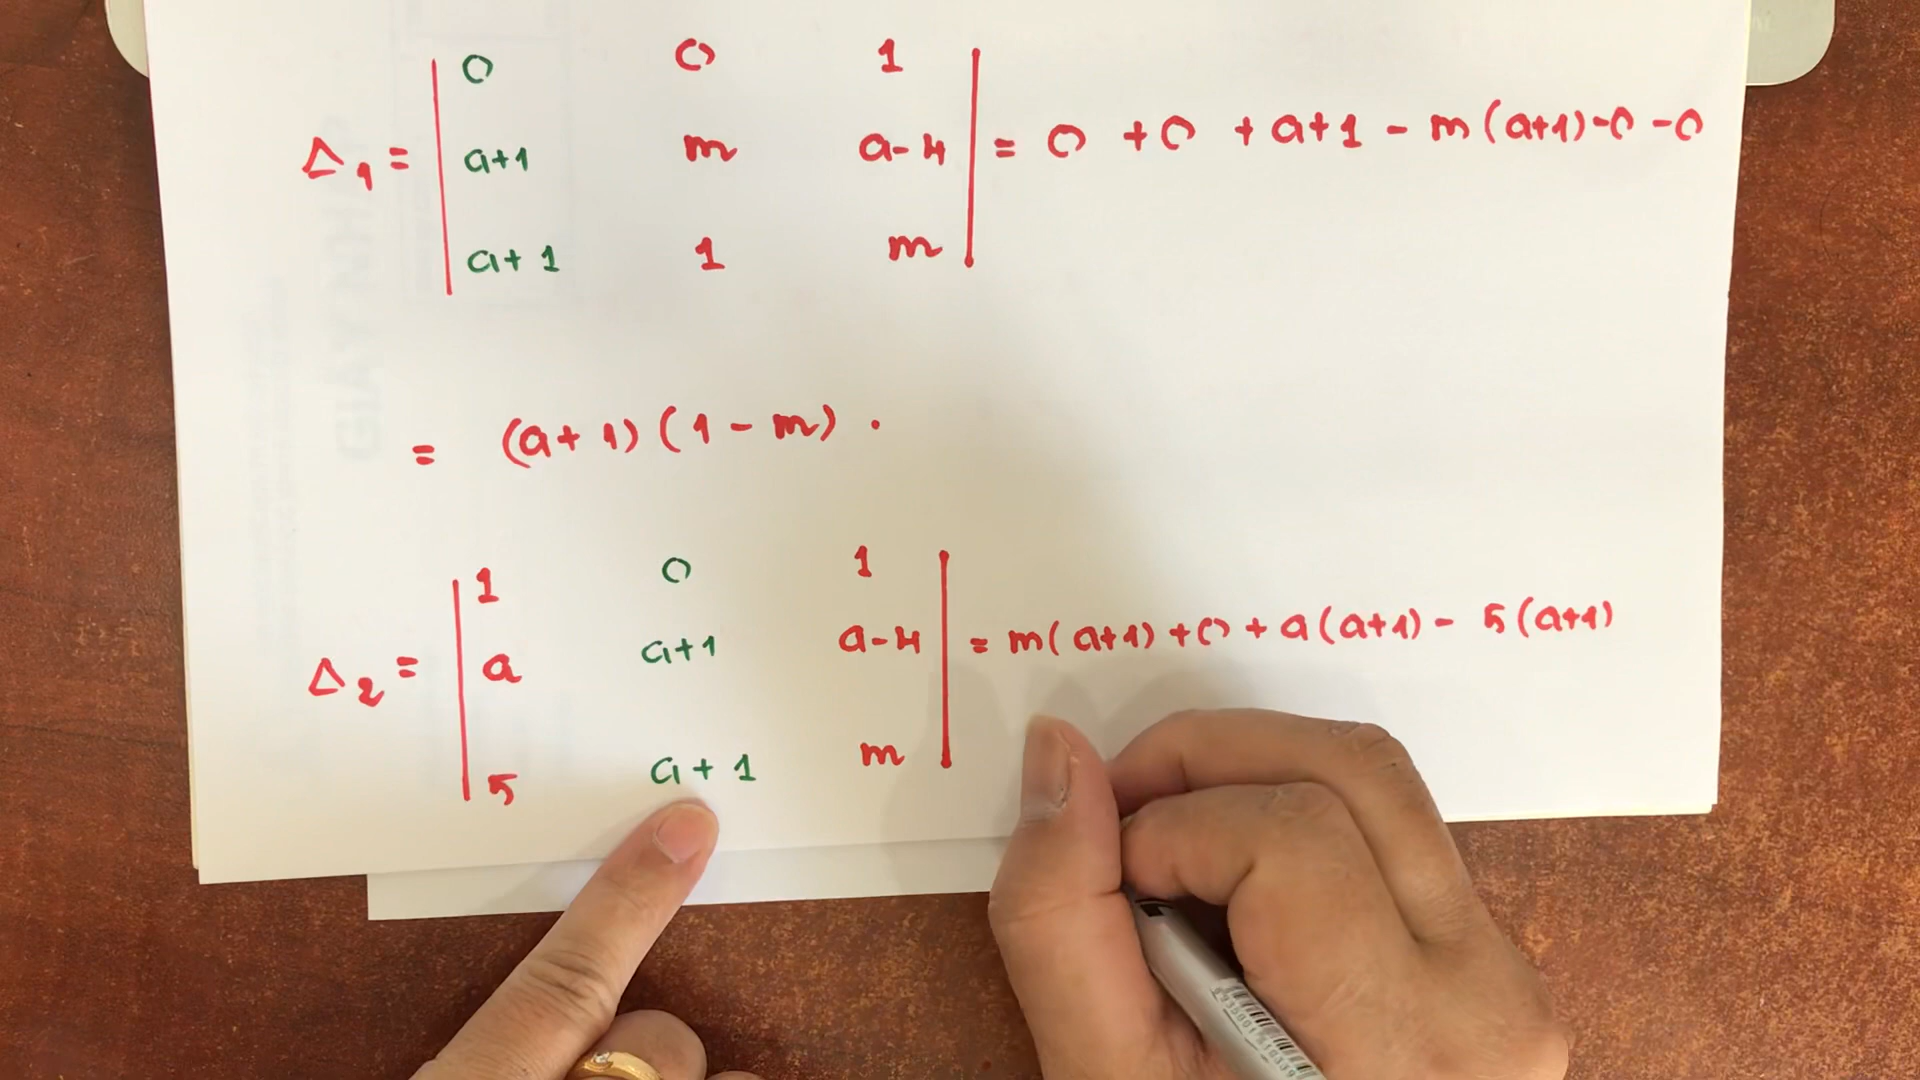 0 0 1
Δ₁ = a+1 m a-4 = 0 + 0 + a+1 - m(a+1)-0-0
a+1 1 m
= (a+1)(1-m).
1 0 1
Δ₂ = a a+1 a-4 = m(a+1)+0+a(a+1)- 5(a+1)
5 a+1 m